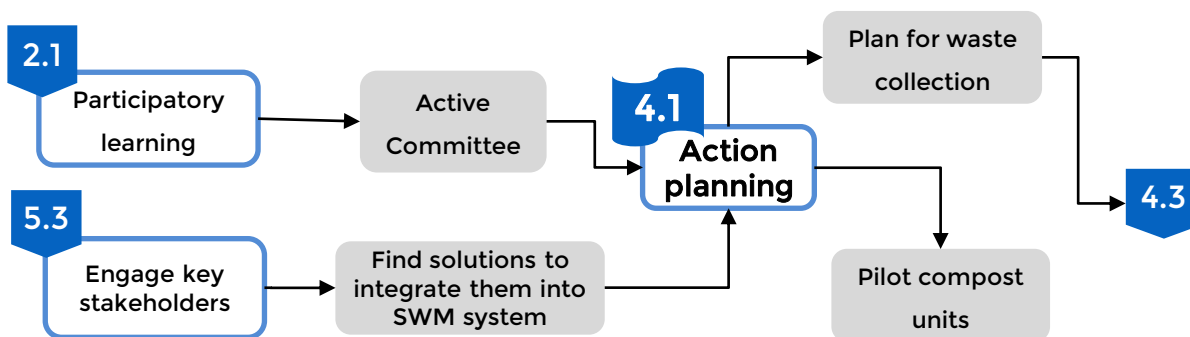 2.1
Participatory
learning
Active
Committee
4.1
Action
planning
Plan for waste
collection
4.3
5.3
Engage key
stakeholders
Find solutions to
integrate them into
SWM system
Pilot compost
units